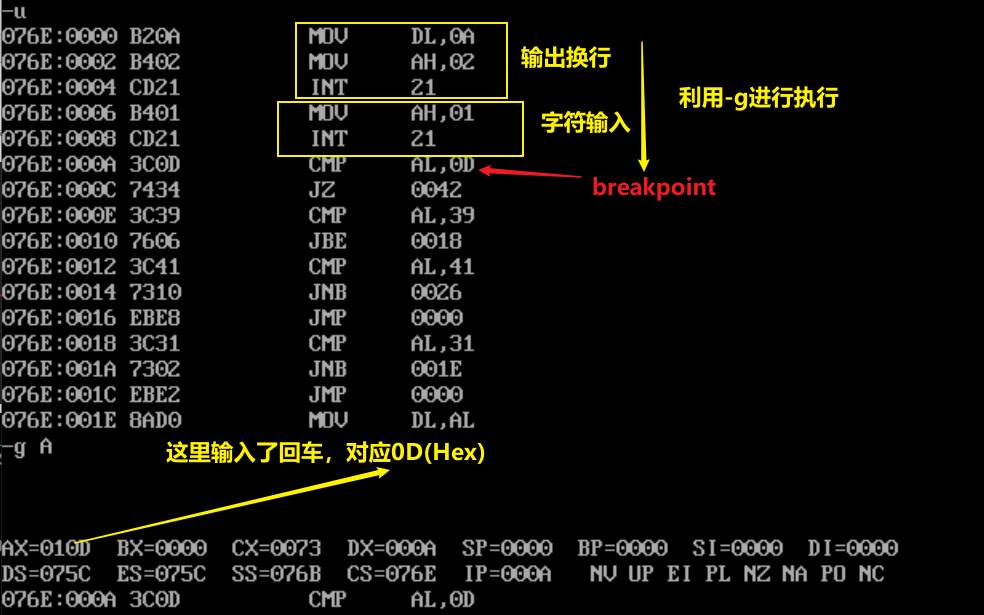 -u
076E:0000 B20A MOV DL,0A
076E:0002 B402 MOV AH,02
输出换行
076E:0004 CD21 INT 21
利用-g进行执行
076E:0006 B401 MOV AH,01
字符输入
076E:0008 CD21 INT 21
076E:000A 3C0D CMP AL,0D
breakpoint
076E:000C 7434 JZ 0042
076E:000E 3C39 CMP AL,39
076E:0010 7606 JBE 0018
076E:0012 3C41 CMP AL,41
076E:0014 7310 JNB 0026
076E:0016 EBE8 JMP 0000
076E:0018 3C31 CMP AL,31
076E:001A 7302 JNB 001E
076E:001C EBE2 JMP 0000
076E:001E 8AD0 MOV DL,AL
-g A
这里输入了回车，对应0D(Hex)
AX=010D BX=0000 CX=0073 DX=000A SP=0000 BP=0000 SI=0000 DI=0000
DS=075C ES=075C SS=076B CS=076E IP=000A NV UP EI PL NZ NA PO NC
076E:000A 3C0D CMP AL,0D